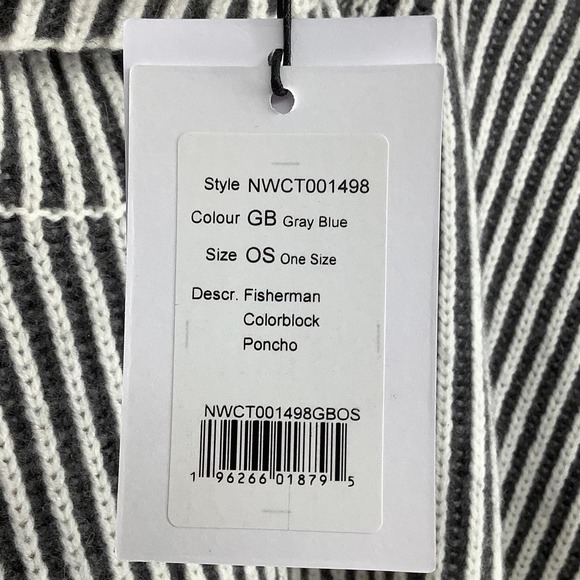 Style NWCT001498
Colour GB Gray Blue
Size OS One Size
Descr. Fisherman
Colorblock
Poncho
NWCT001498GBOS
1 96266 01879 5